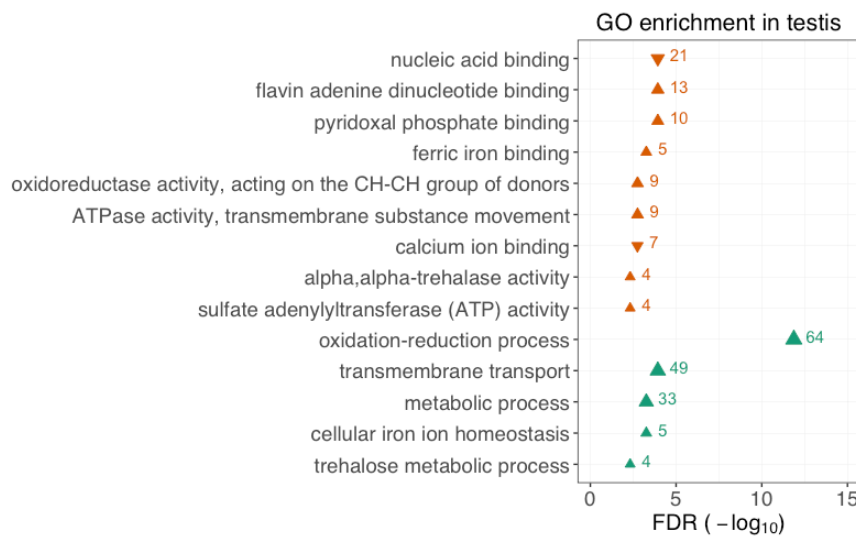 GO enrichment in testis
nucleic acid binding 21
flavin adenine dinucleotide binding 13
pyridoxal phosphate binding 10
ferric iron binding 5
oxidoreductase activity, acting on the CH-CH group of donors 9
ATPase activity, transmembrane substance movement 9
calcium ion binding 7
alpha,alpha-trehalase activity 4
sulfate adenylyltransferase (ATP) activity 4
oxidation-reduction process 64
transmembrane transport 49
metabolic process 33
cellular iron ion homeostasis 5
trehalose metabolic process 4
0 5 10 15
FDR (−log₁₀)